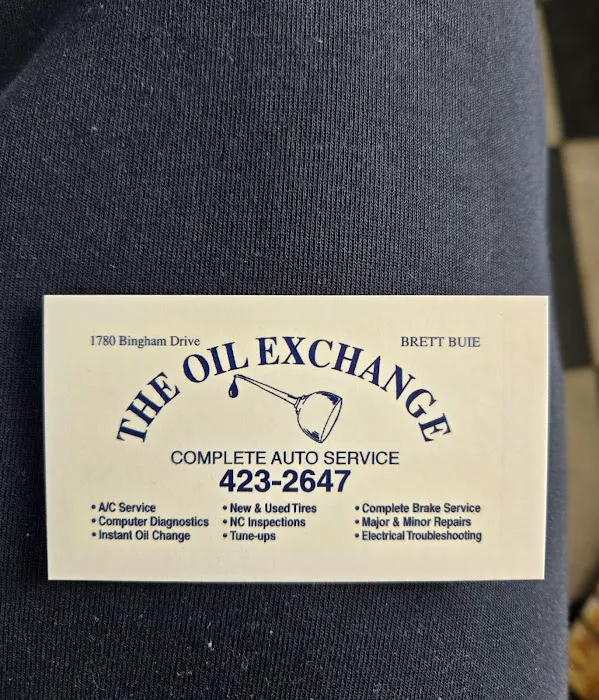 1780 Bingham Drive
BRETT BUIE
THE OIL EXCHANGE
COMPLETE AUTO SERVICE
423-2647
• A/C Service
• Computer Diagnostics
• Instant Oil Change
• New & Used Tires
• NC Inspections
• Tune-ups
• Complete Brake Service
• Major & Minor Repairs
• Electrical Troubleshooting